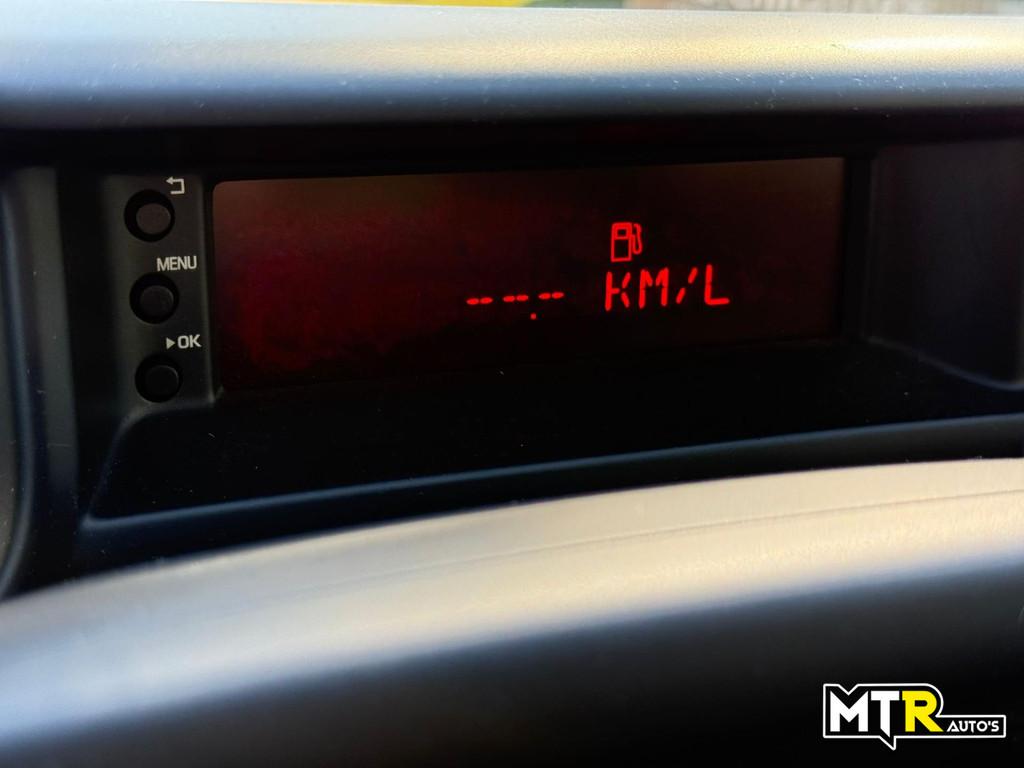 MENU
▸OK
--.- KM/L
MTR AUTO'S